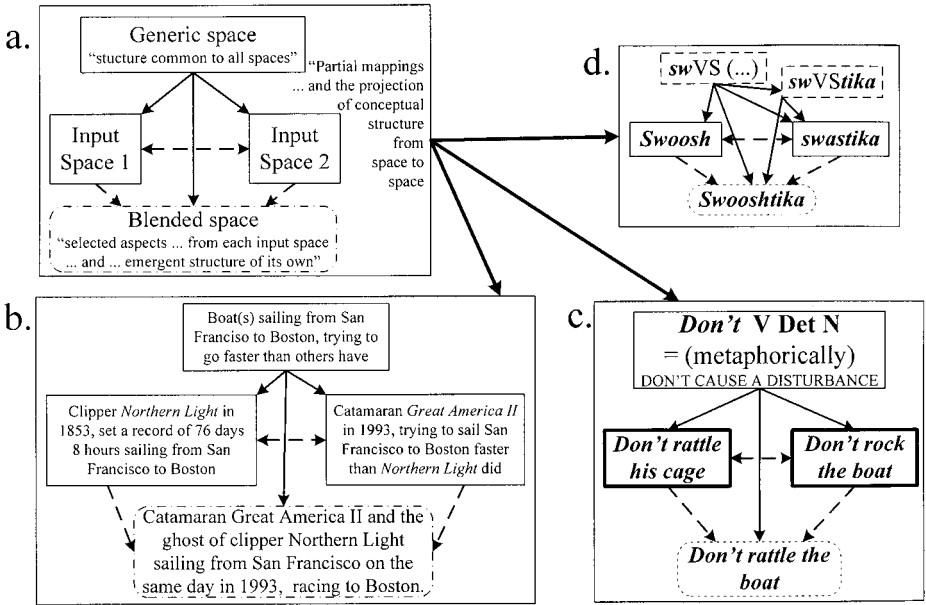 a.
Generic space
“stucture common to all spaces”
“Partial mappings
... and the projection
of conceptual
structure
from
space to
space
Input
Space 1
Input
Space 2
Blended space
“selected aspects ... from each input space
... and ... emergent structure of its own”
d.
swVS (...)
swVStika
Swoosh
swastika
Swooshtika
b.
Boat(s) sailing from San
Franciso to Boston, trying to
go faster than others have
Clipper Northern Light in
1853, set a record of 76 days
8 hours sailing from San
Francisco to Boston
Catamaran Great America II
in 1993, trying to sail San
Francisco to Boston faster
than Northern Light did
Catamaran Great America II and the
ghost of clipper Northern Light
sailing from San Francisco on the
same day in 1993, racing to Boston.
c.
Don't V Det N
= (metaphorically)
DON'T CAUSE A DISTURBANCE
Don't rattle
his cage
Don't rock
the boat
Don't rattle the
boat